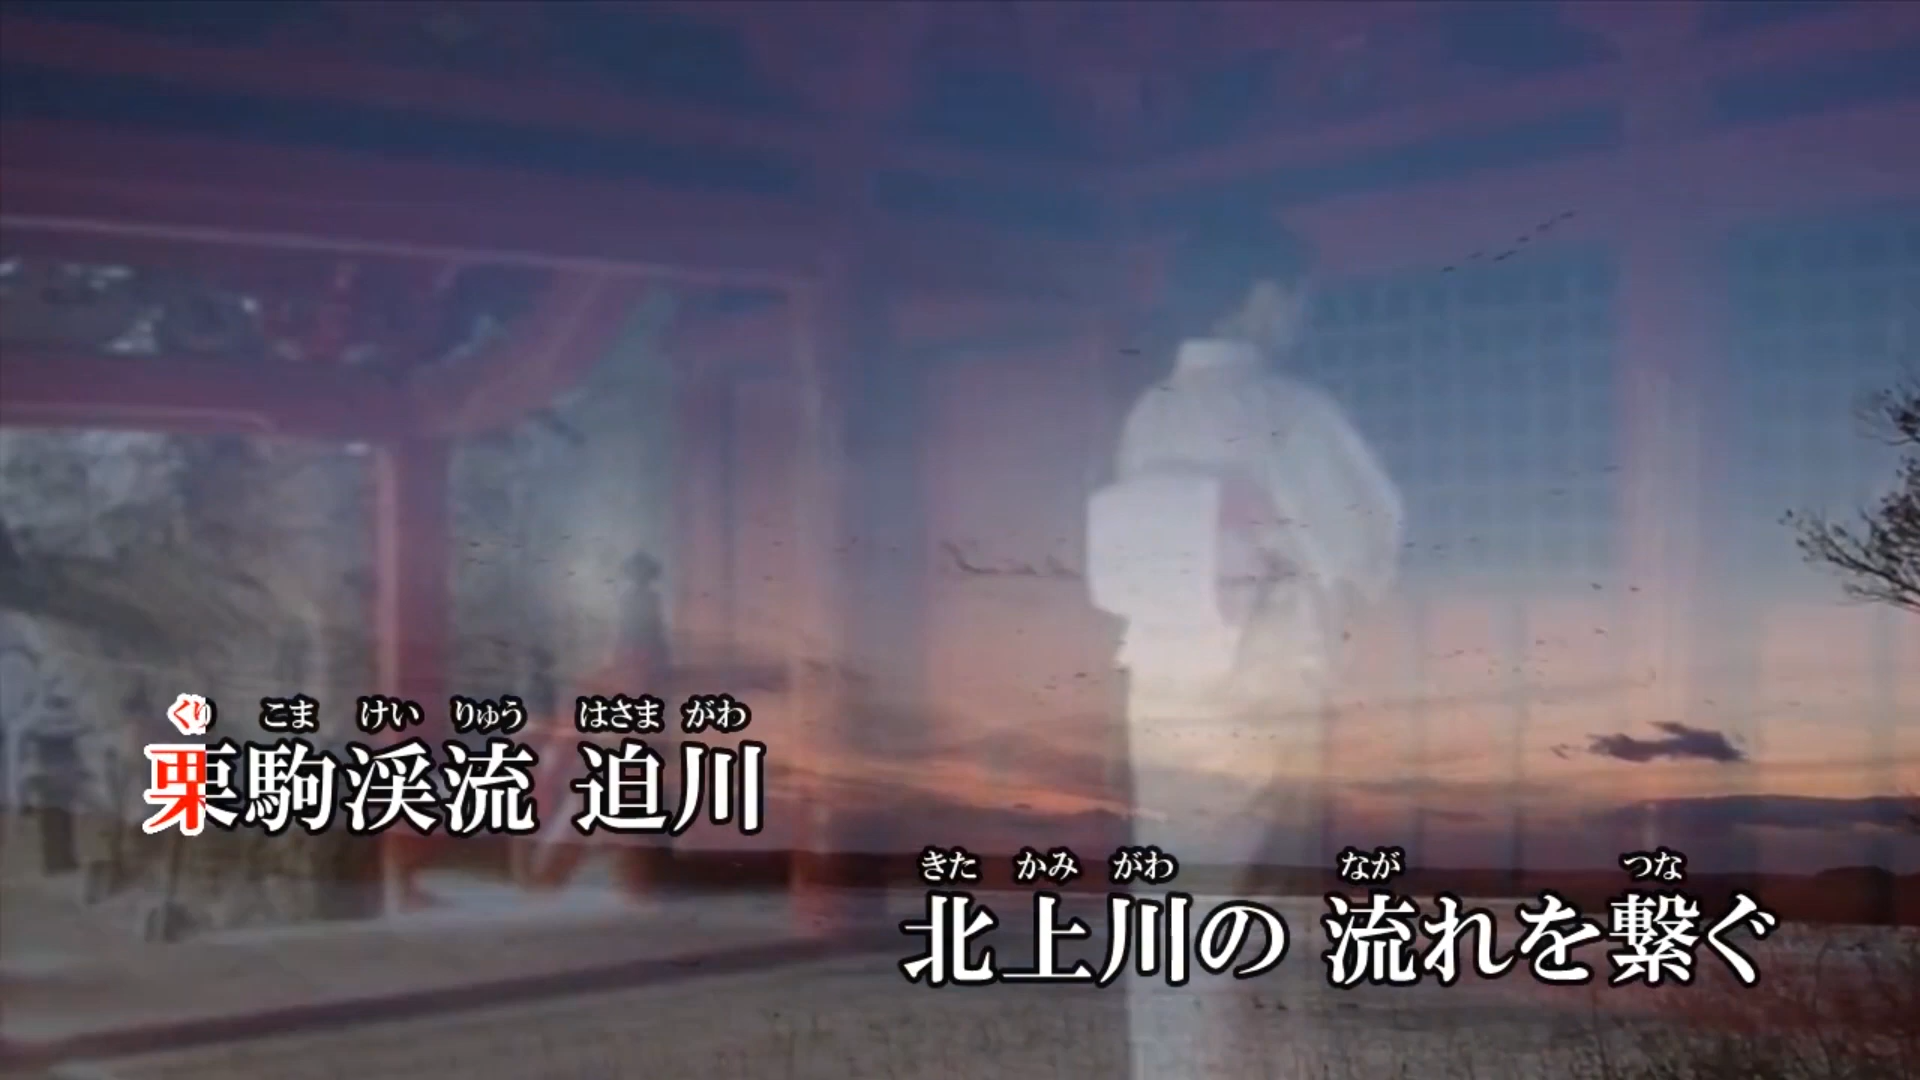 くり こま けい りゅう はさま がわ
栗駒渓流 迫川
きた かみ がわ なが つな
北上川の 流れを繋ぐ